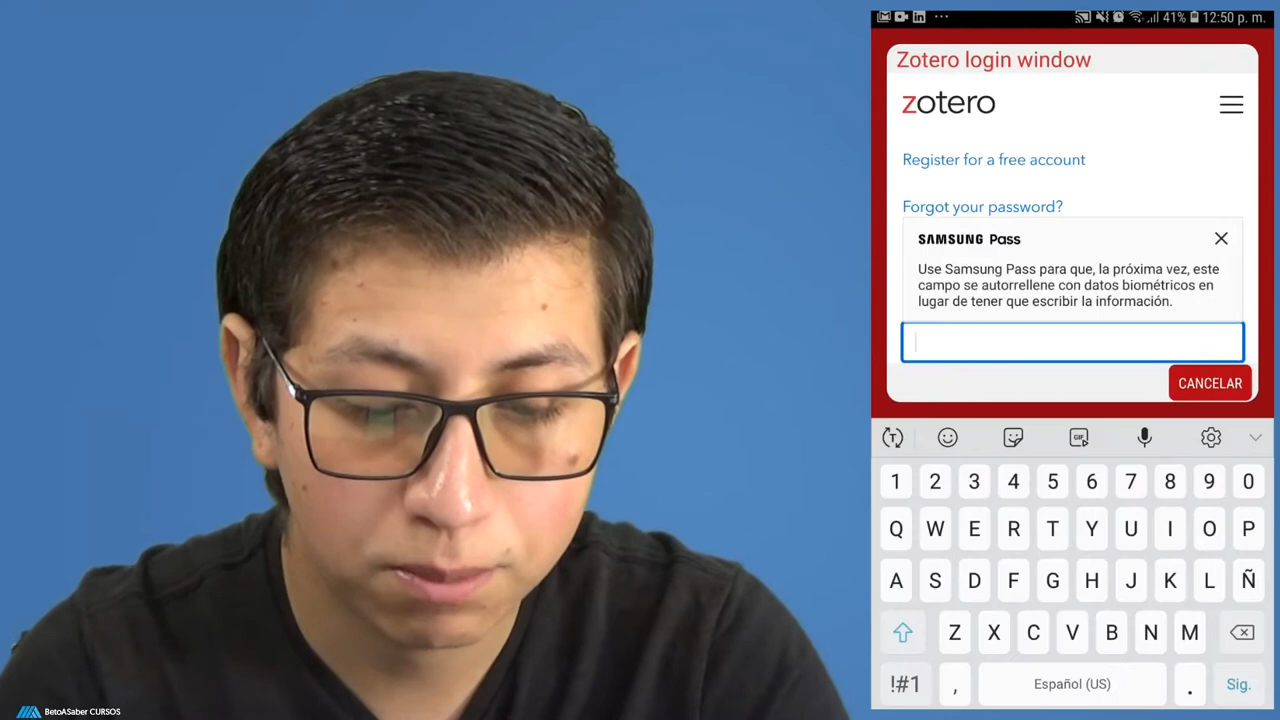 12:50 p. m.
41%
Zotero login window
zotero
Register for a free account
Forgot your password?
SAMSUNG Pass
Use Samsung Pass para que, la próxima vez, este
campo se autorrellene con datos biométricos en
lugar de tener que escribir la información.
CANCELAR
T
GIF
1 2 3 4 5 6 7 8 9 0
Q W E R T Y U I O P
A S D F G H J K L Ñ
Z X C V B N M
!#1 , Español (US) . Sig.
BetoASaber CURSOS